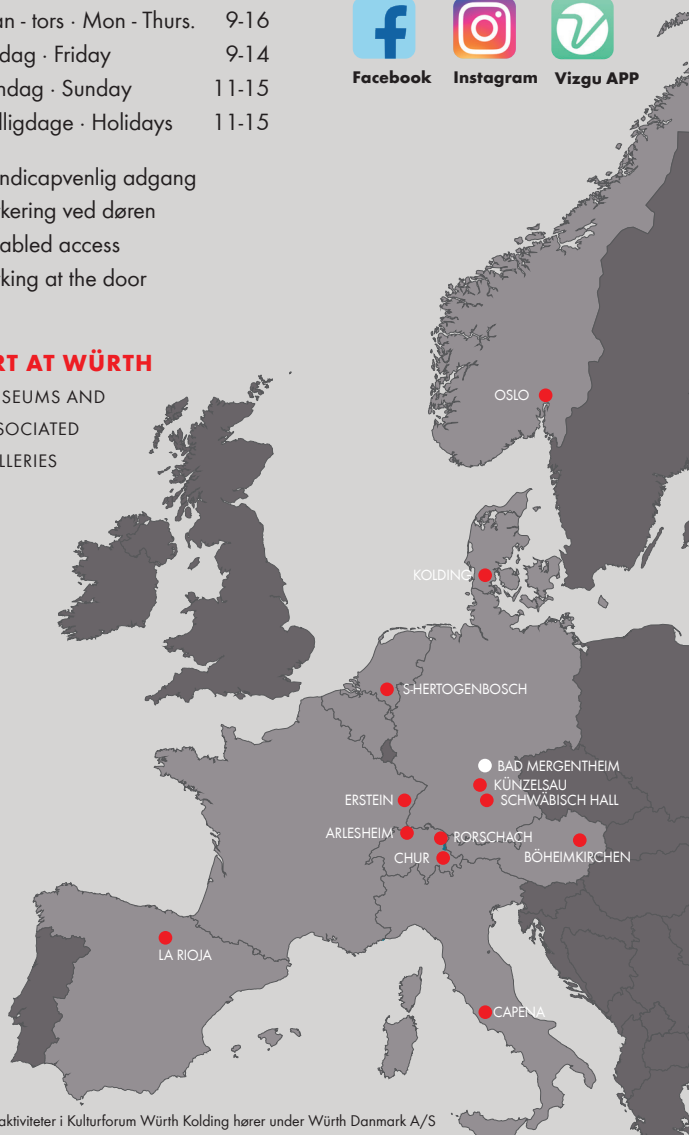 an - tors · Mon - Thurs. 9-16
dag · Friday 9-14
ndag · Sunday 11-15
lligdage · Holidays 11-15
Facebook Instagram Vizgu APP
ndicapvenlig adgang
kering ved døren
abled access
king at the door
RT AT WÜRTH
SEUMS AND
SOCIATED
LLERIES
OSLO
KOLDING
S-HERTOGENBOSCH
BAD MERGENTHEIM
KÜNZELSAU
ERSTEIN
SCHWÄBISCH HALL
ARLESHEIM
RORSCHACH
CHUR
BÖHEIMKIRCHEN
LA RIOJA
CAPENA
aktiviteter i Kulturforum Würth Kolding hører under Würth Danmark A/S